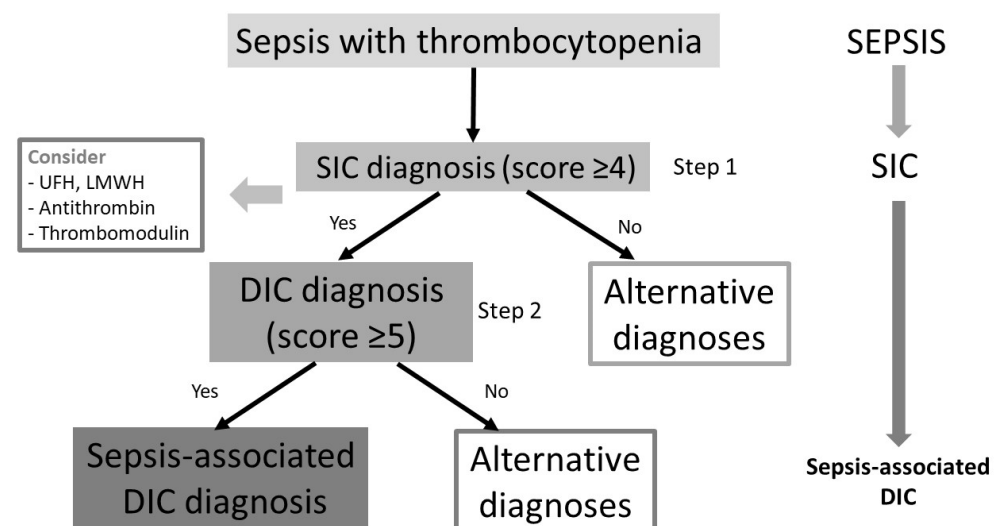 Sepsis with thrombocytopenia
SEPSIS
Consider
- UFH, LMWH
- Antithrombin
- Thrombomodulin
SIC diagnosis (score ≥4)
Step 1
SIC
Yes
No
DIC diagnosis
(score ≥5)
Step 2
Alternative
diagnoses
Yes
No
Sepsis-associated
DIC diagnosis
Alternative
diagnoses
Sepsis-associated
DIC